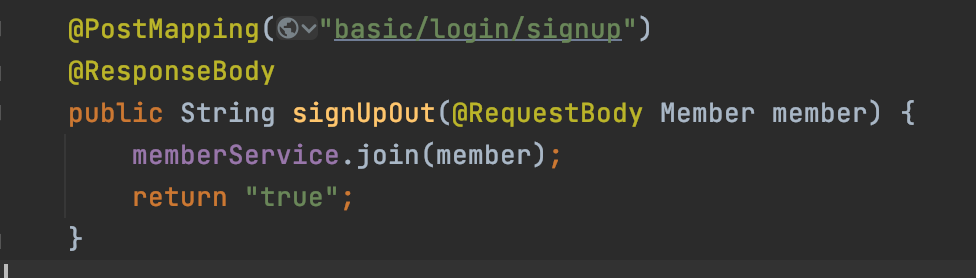 @PostMapping("basic/login/signup")
@ResponseBody
public String signUpOut(@RequestBody Member member) {
memberService.join(member);
return "true";
}